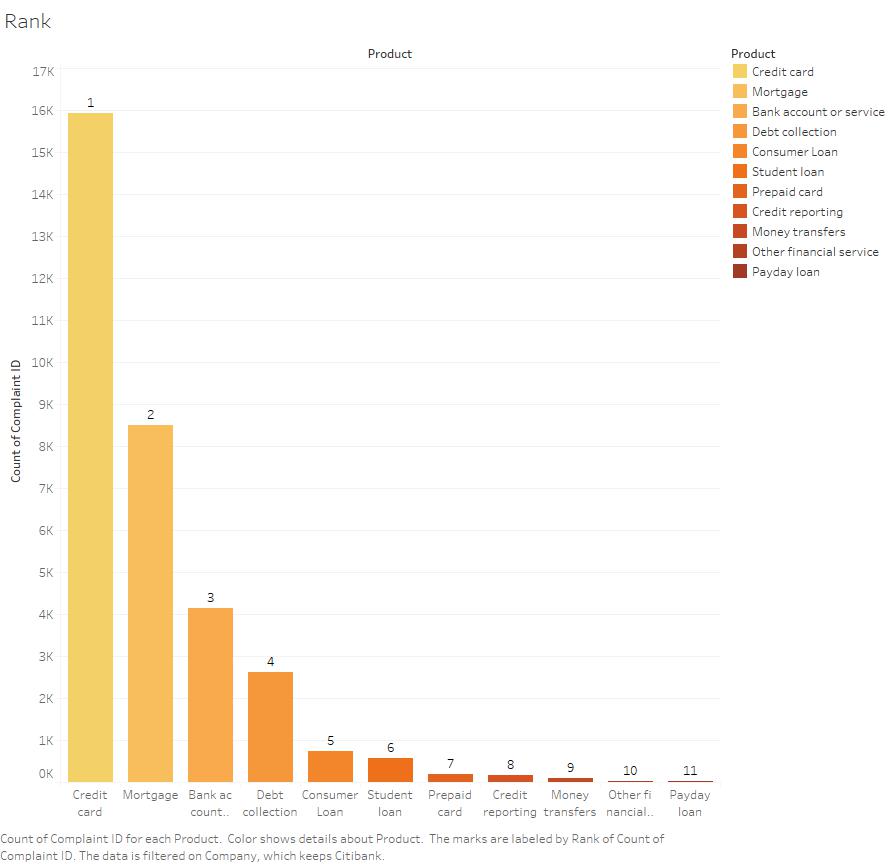 Rank
Product
17K
16K
15K
14K
13K
12K
11K
10K
9K
8K
7K
6K
5K
4K
3K
2K
1K
0K
Count of Complaint ID
1
2
3
4
5
6
7
8
9
10
11
Credit card
Mortgage
Bank ac
count..
Debt
collection
Consumer
Loan
Student
loan
Prepaid
card
Credit
reporting
Money
transfers
Other fi
nancial..
Payday
loan
Product
Credit card
Mortgage
Bank account or service
Debt collection
Consumer Loan
Student loan
Prepaid card
Credit reporting
Money transfers
Other financial service
Payday loan
Count of Complaint ID for each Product.  Color shows details about Product.  The marks are labeled by Rank of Count of
Complaint ID. The data is filtered on Company, which keeps Citibank.